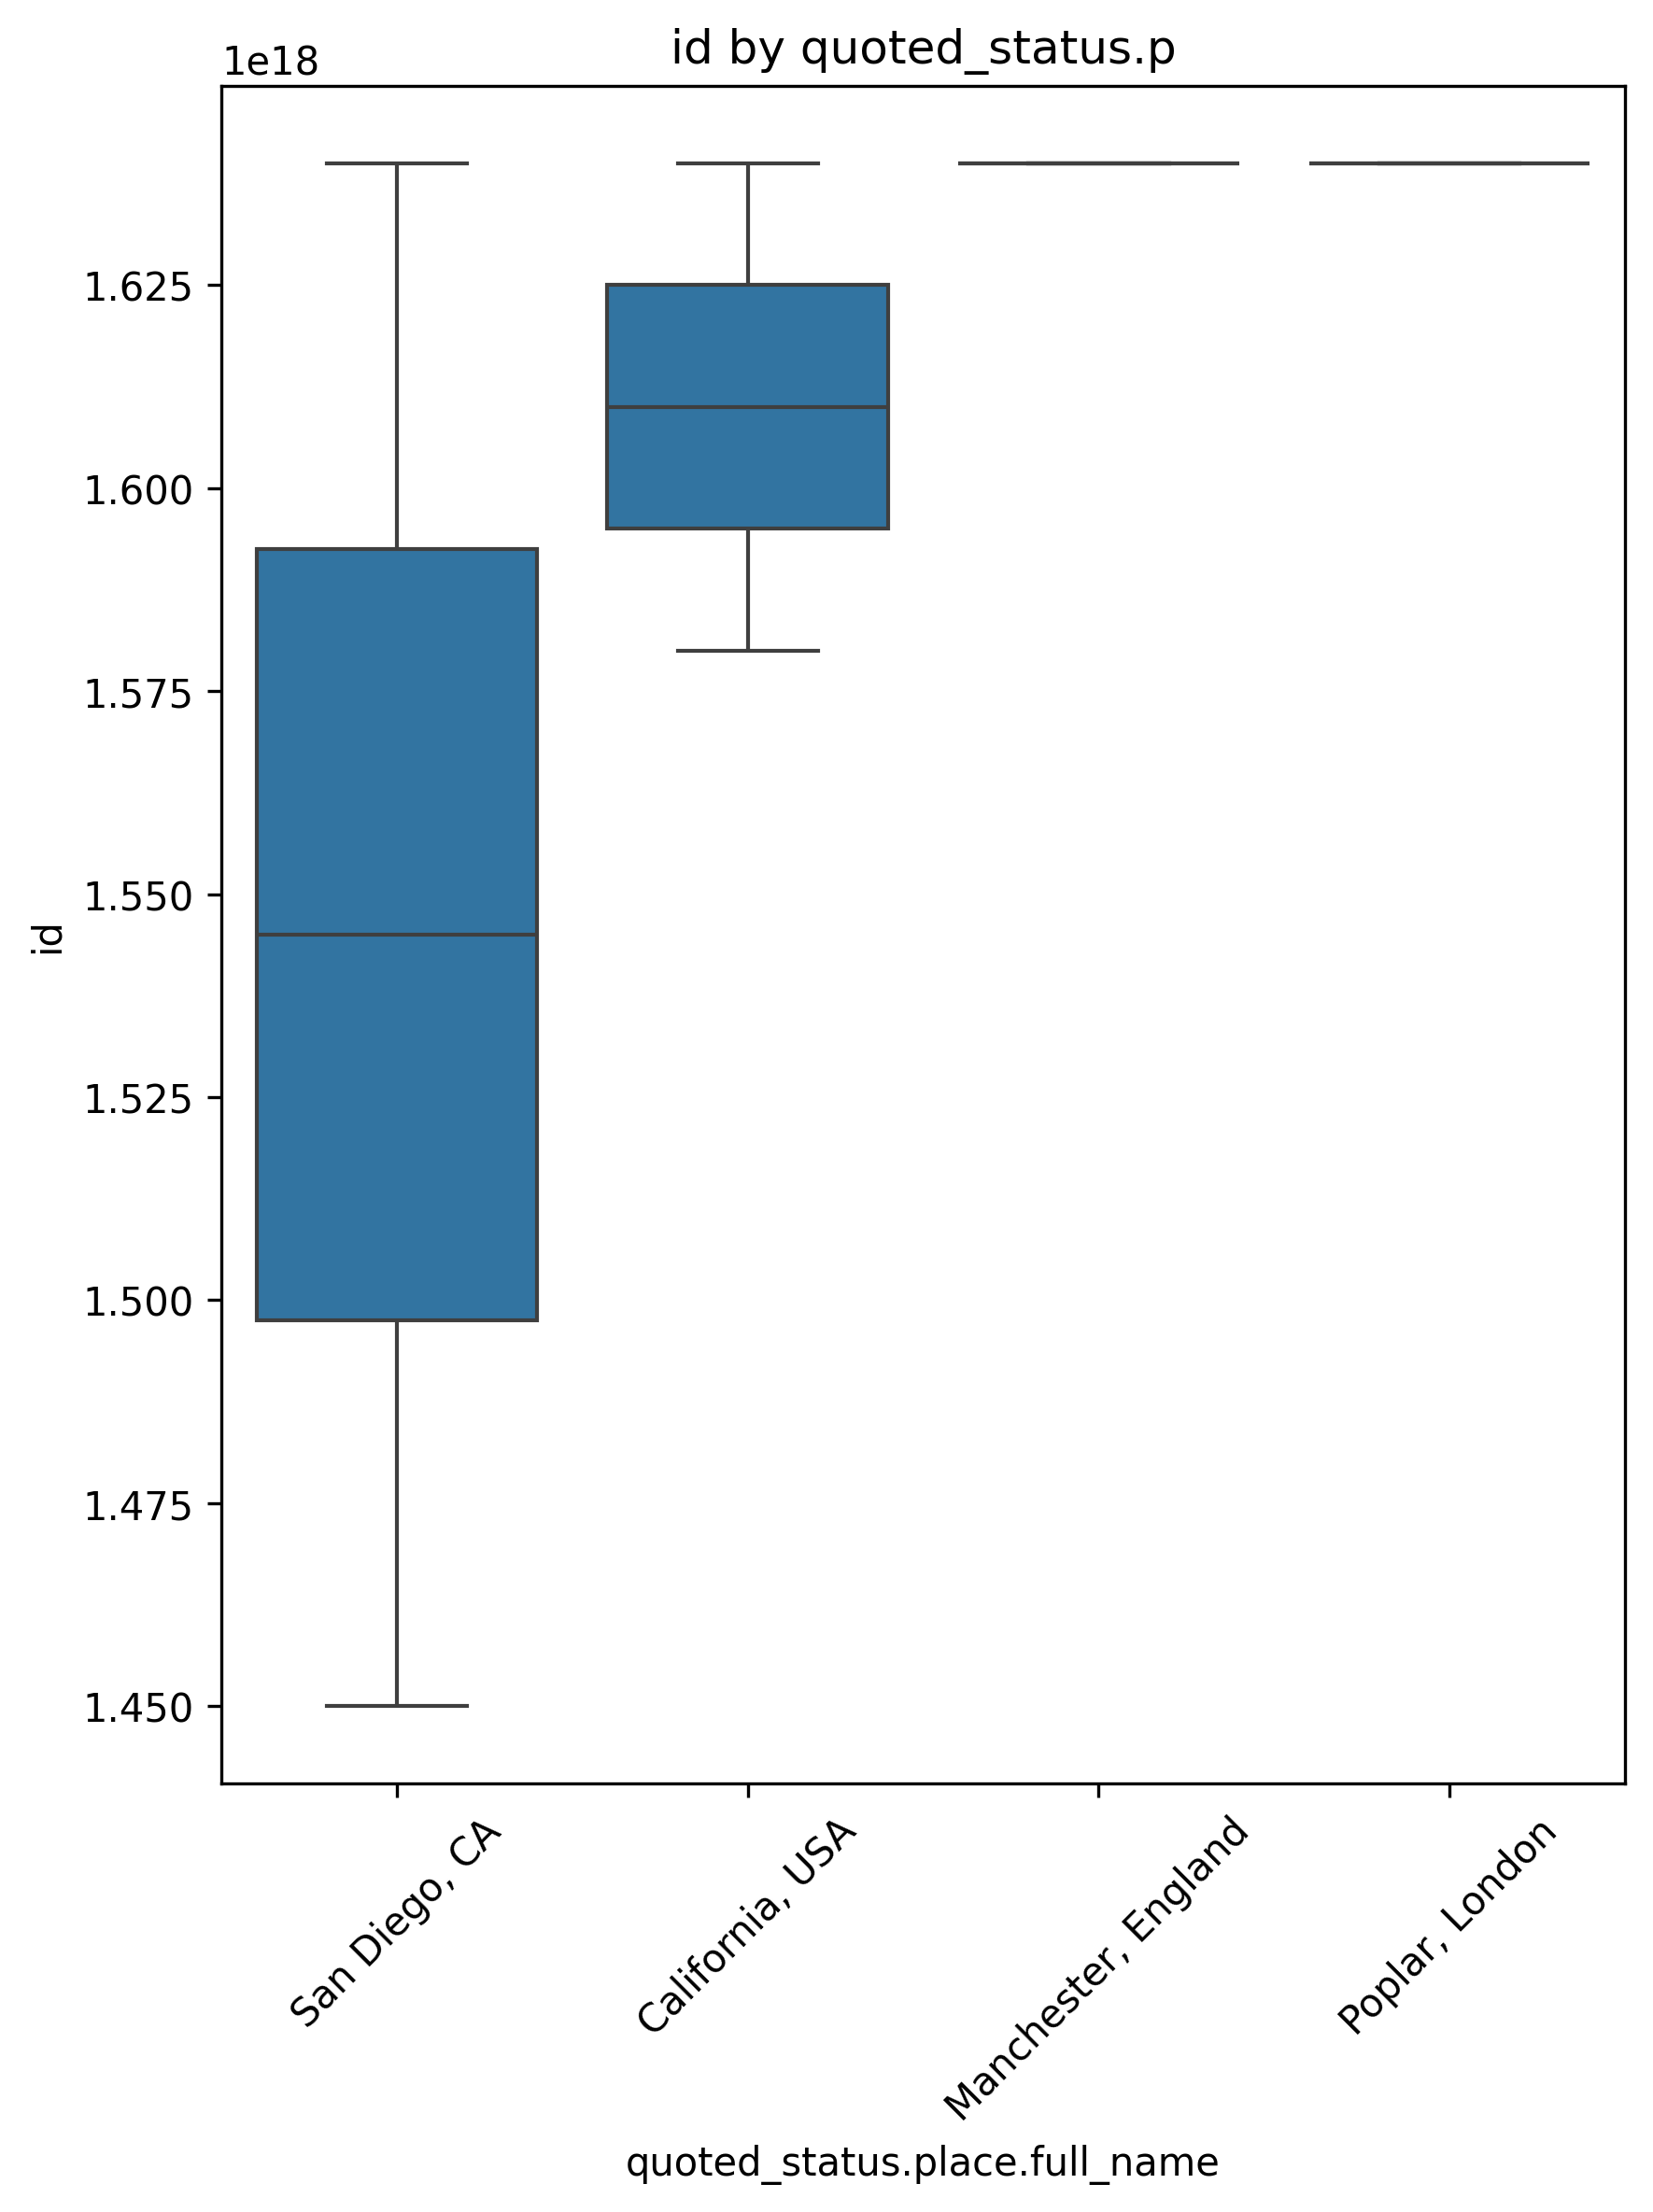 id by quoted_status.p
1e18
1.625
1.600
1.575
1.550
1.525
1.500
1.475
1.450
id
San Diego, CA
California, USA
Manchester, England
Poplar, London
quoted_status.place.full_name